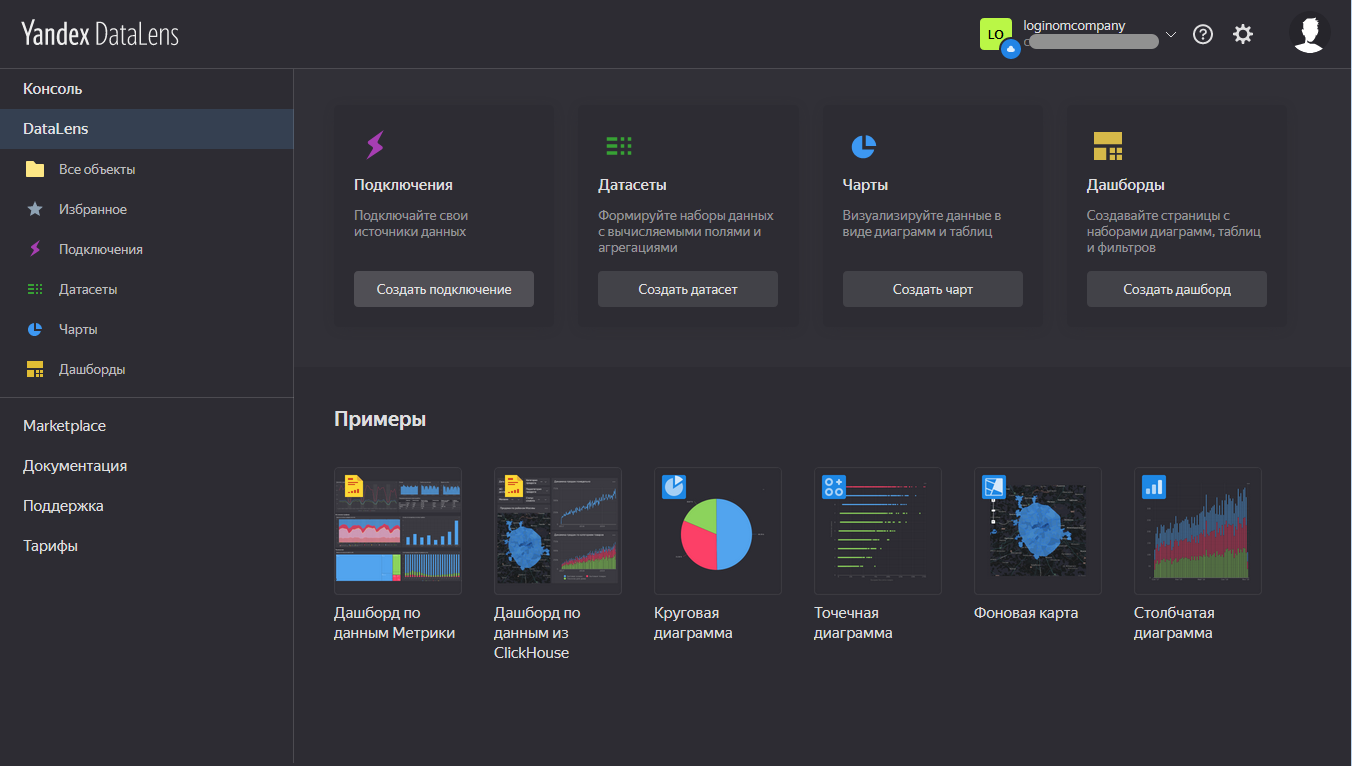 Yandex DataLens
LO
loginomcompany
Консоль
DataLens
Все объекты
Избранное
Подключения
Датасеты
Чарты
Дашборды
Marketplace
Документация
Поддержка
Тарифы
Подключения
Подключайте свои
источники данных
Создать подключение
Датасеты
Формируйте наборы данных
с вычисляемыми полями и
агрегациями
Создать датасет
Чарты
Визуализируйте данные в
виде диаграмм и таблиц
Создать чарт
Дашборды
Создавайте страницы с
наборами диаграмм, таблиц
и фильтров
Создать дашборд
Примеры
Дашборд по
данным Метрики
Дашборд по
данным из
ClickHouse
Круговая
диаграмма
Точечная
диаграмма
Фоновая карта
Столбчатая
диаграмма